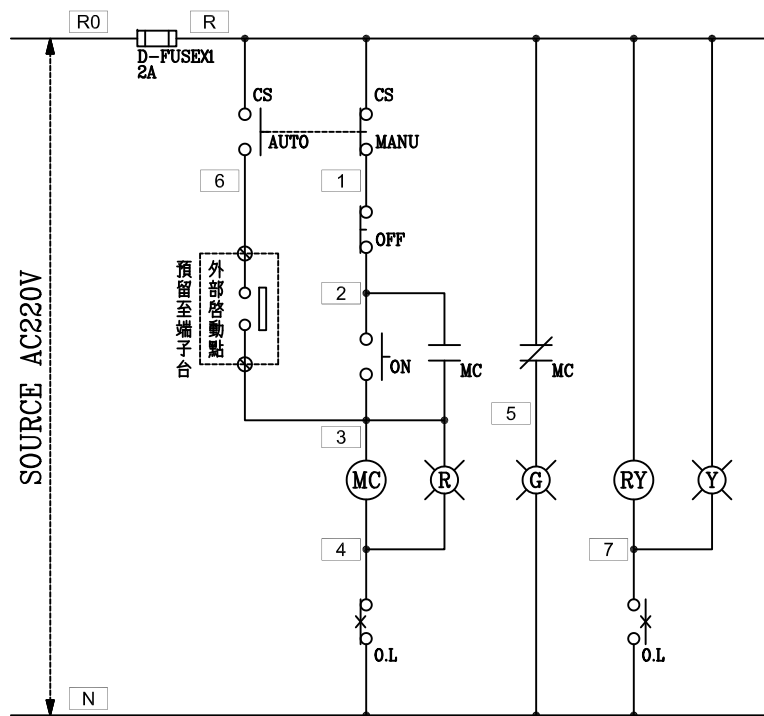 R0
R
D-FUSEX1
2A
CS
CS
AUTO
MANU
6
1
OFF
預留至端子台
外部啓動點
2
ON
MC
MC
SOURCE AC220V
5
3
MC
R
G
RY
Y
4
7
O.L
O.L
N